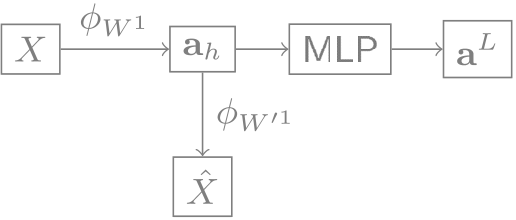 ϕ_{W^1}
X a_h MLP a^L
ϕ_{W'^1}
X̂